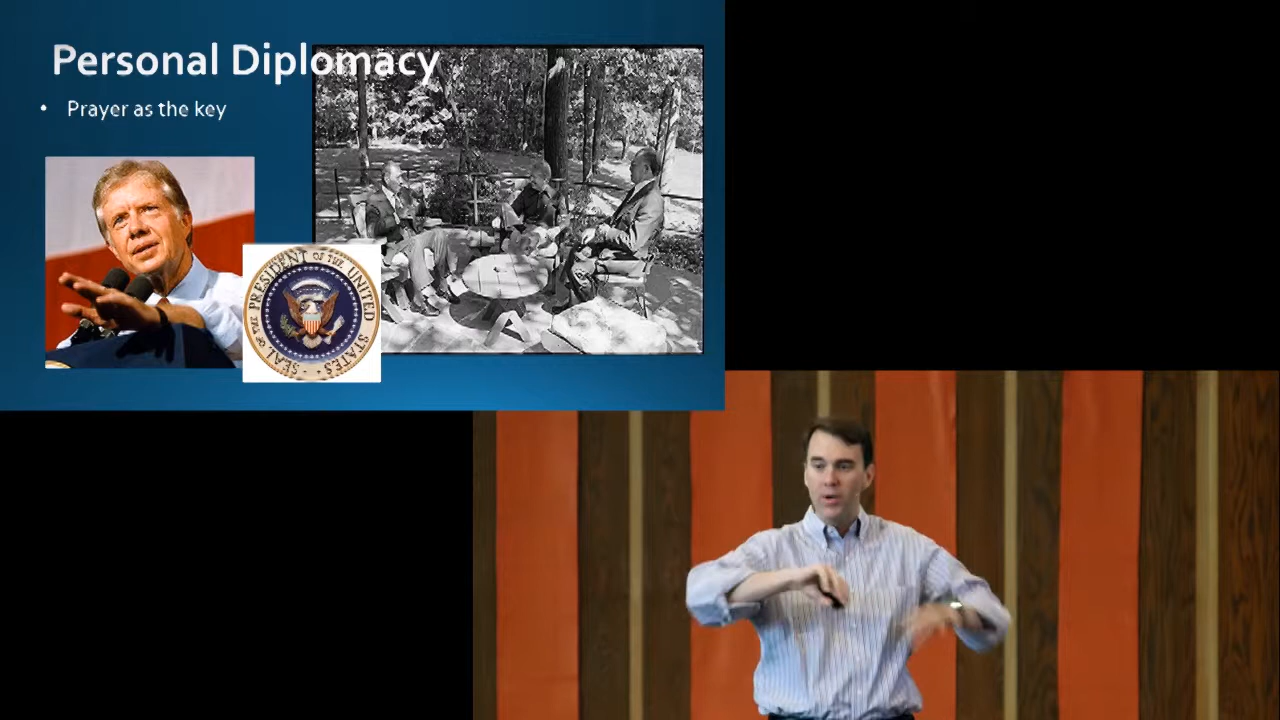 Personal Diplomacy
• Prayer as the key
SEAL OF THE PRESIDENT OF THE UNITED STATES